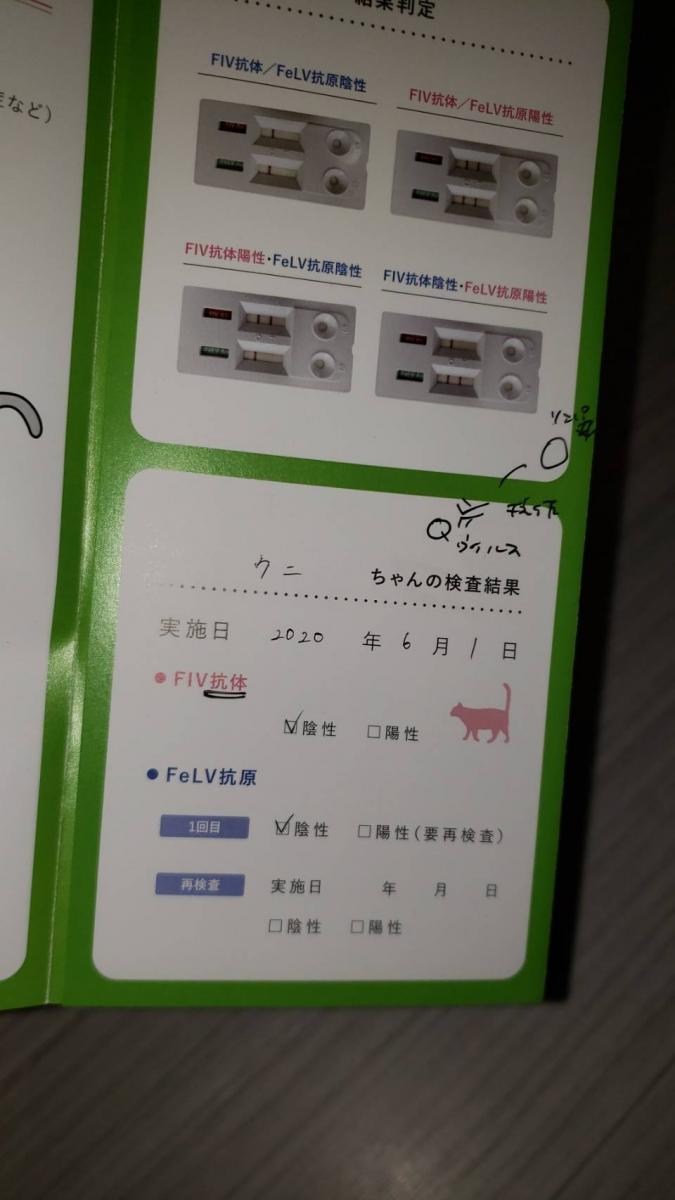 結果判定
症など）
FIV抗体／FeLV抗原陰性
FIV抗体／FeLV抗原陽性
FIV抗体陽性・FeLV抗原陰性
FIV抗体陰性・FeLV抗原陽性
リンパ球
抗体
ウイルス
ウニ ちゃんの検査結果
実施日 2020 年 6 月 1 日
● FIV抗体
☑陰性 □陽性
● FeLV抗原
1回目 ☑陰性 □陽性（要再検査）
再検査 実施日 年 月 日
□陰性 □陽性